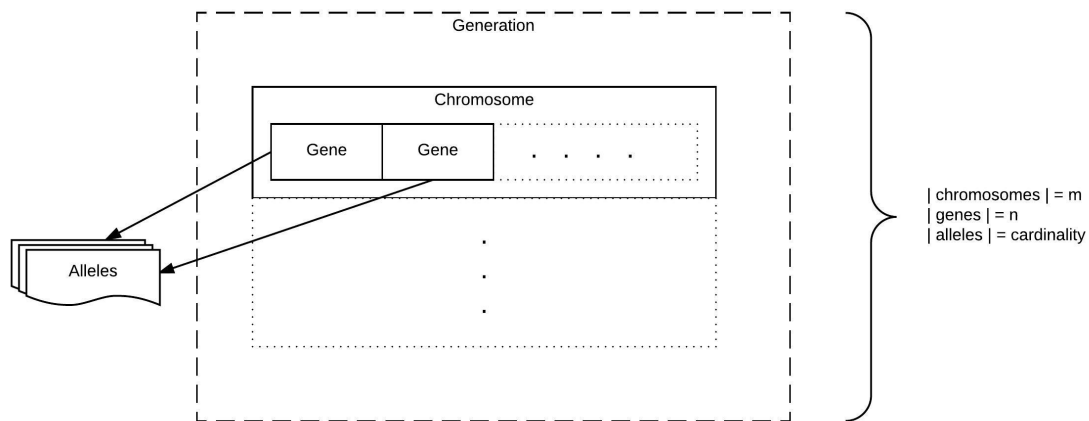 Generation
Chromosome
Gene
Gene
. . . .
.
.
.
Alleles
| chromosomes | = m
| genes | = n
| alleles | = cardinality